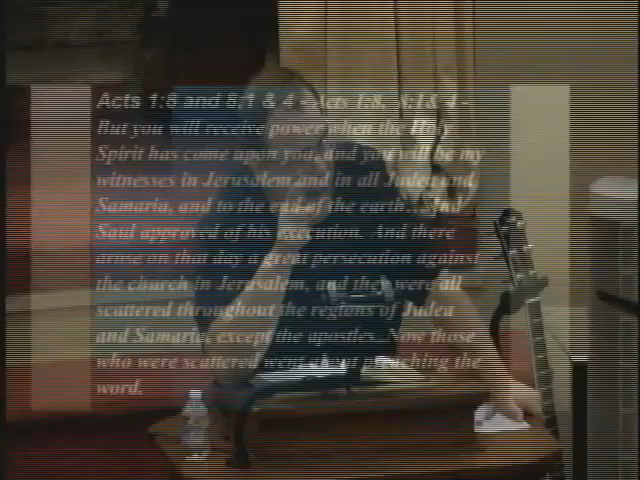 Acts 1:8 and 8:1 & 4 - Acts 1:8, 8:1& 4 -
But you will receive power when the Holy
Spirit has come upon you, and you will be my
witnesses in Jerusalem and in all Judea and
Samaria, and to the end of the earth... And
Saul approved of his execution. And there
arose on that day a great persecution against
the church in Jerusalem, and they were all
scattered throughout the regions of Judea
and Samaria, except the apostles...Now those
who were scattered went about preaching the
word.